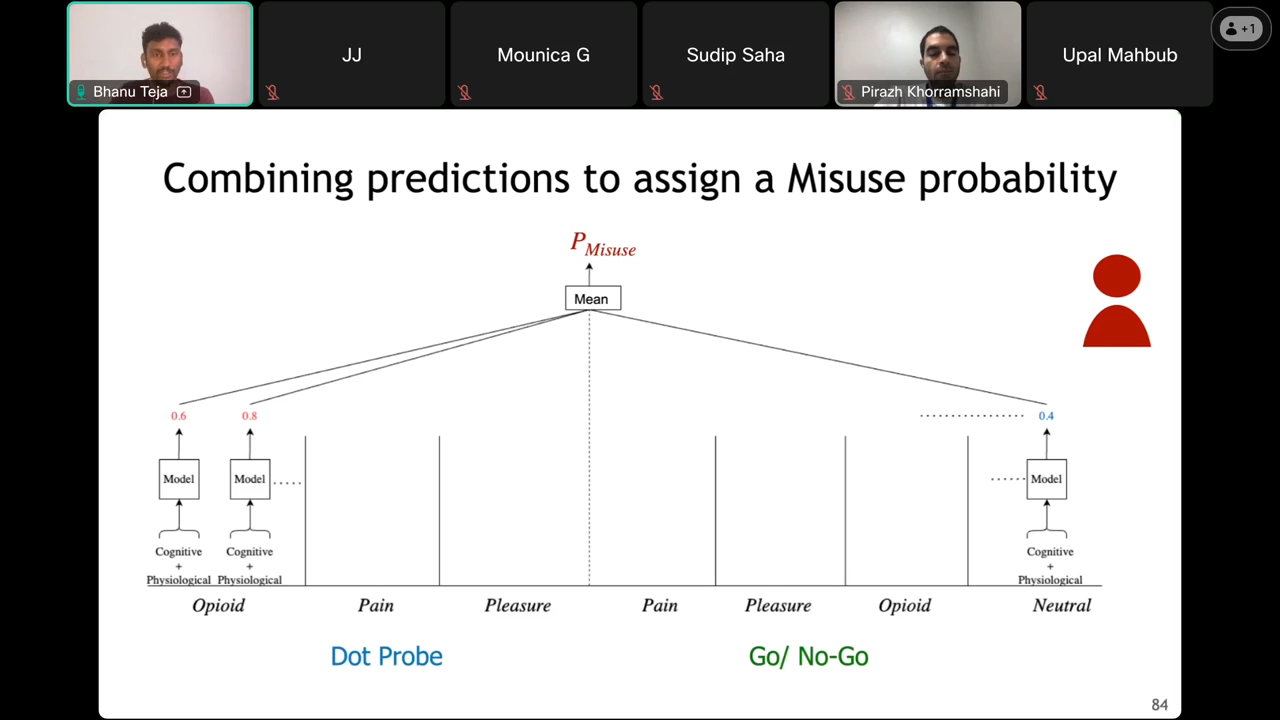 JJ
Mounica G
Sudip Saha
Upal Mahbub
+1
Bhanu Teja
Pirazh Khorramshahi
Combining predictions to assign a Misuse probability
P Misuse
Mean
0.6
0.8
0.4
Model
Model
Model
Cognitive
+
Physiological
Cognitive
+
Physiological
Cognitive
+
Physiological
Opioid
Pain
Pleasure
Pain
Pleasure
Opioid
Neutral
Dot Probe
Go/ No-Go
84